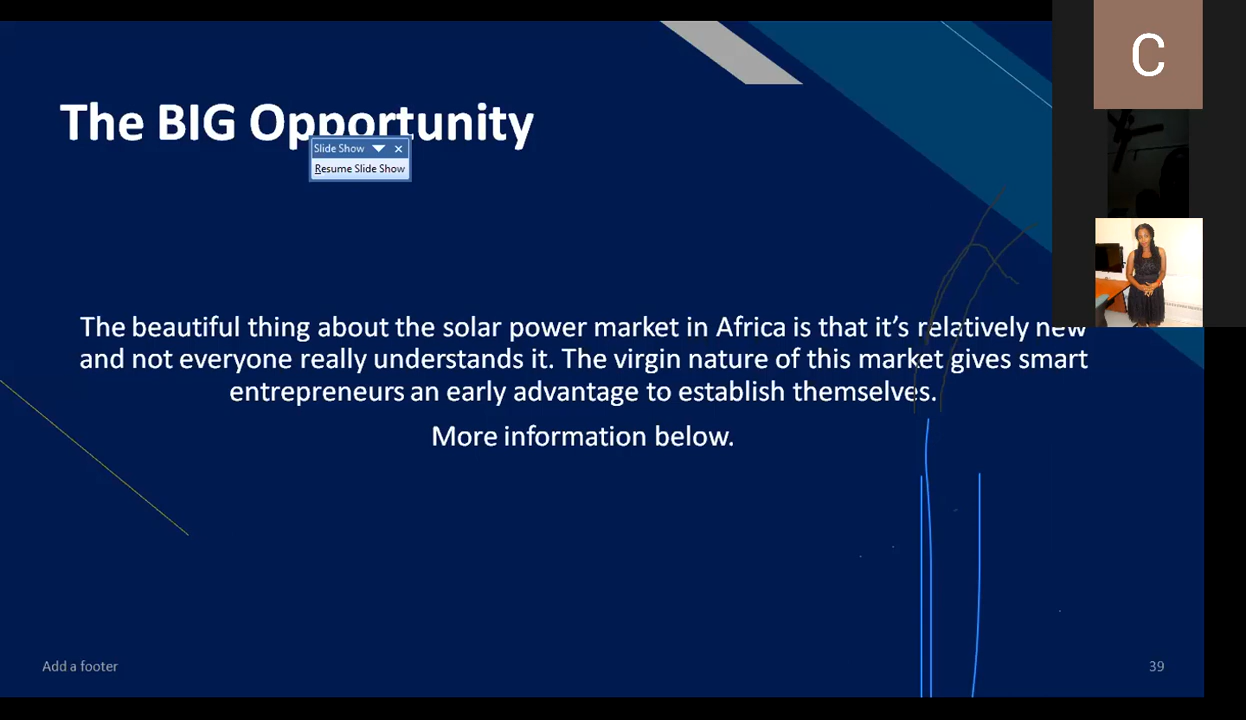 C
The BIG Opportunity
Slide Show
Resume Slide Show
The beautiful thing about the solar power market in Africa is that it’s relatively new
and not everyone really understands it. The virgin nature of this market gives smart
entrepreneurs an early advantage to establish themselves.
More information below.
Add a footer
39